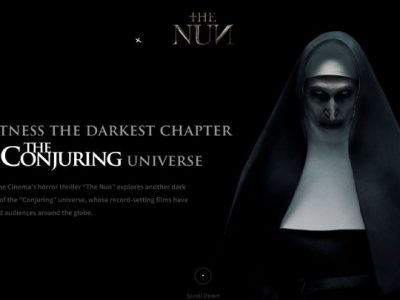 THE
NUN
TNESS THE DARKEST CHAPTER
THE
CONJURING UNIVERSE
ne Cinema's horror thriller “The Nun” explores another dark
of the “Conjuring” universe, whose record-setting films have
d audiences around the globe.
Scroll Down